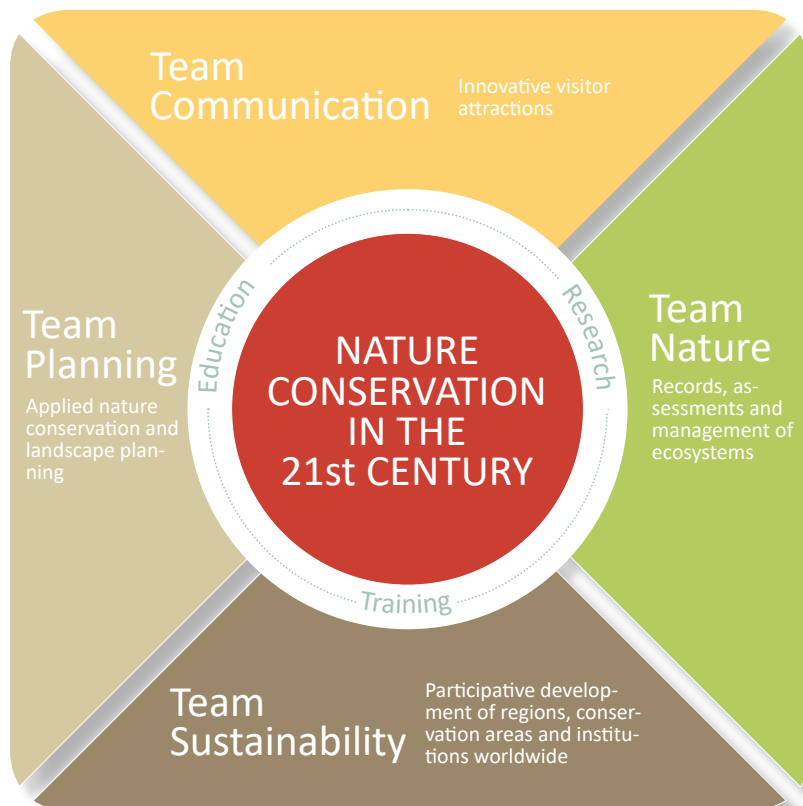 Team
Communication
Innovative visitor
attractions
Team
Planning
Applied nature
conservation and
landscape plan-
ning
Education
Research
Training
NATURE
CONSERVATION
IN THE
21st CENTURY
Team
Nature
Records, as-
sessments and
management of
ecosystems
Team
Sustainability
Participative develop-
ment of regions, conser-
vation areas and institu-
tions worldwide